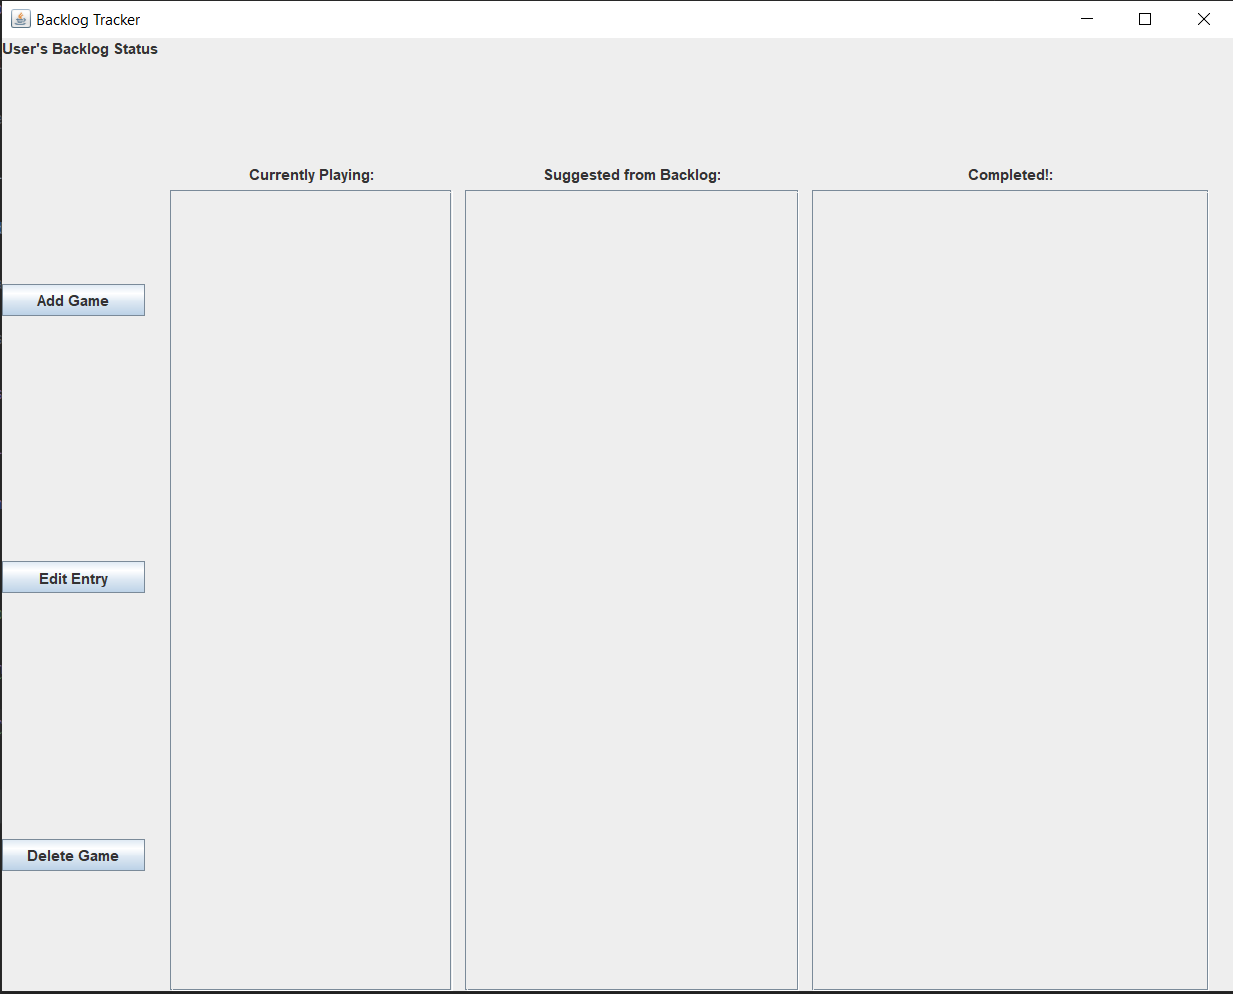 Backlog Tracker
User's Backlog Status
Currently Playing:
Suggested from Backlog:
Completed!:
Add Game
Edit Entry
Delete Game